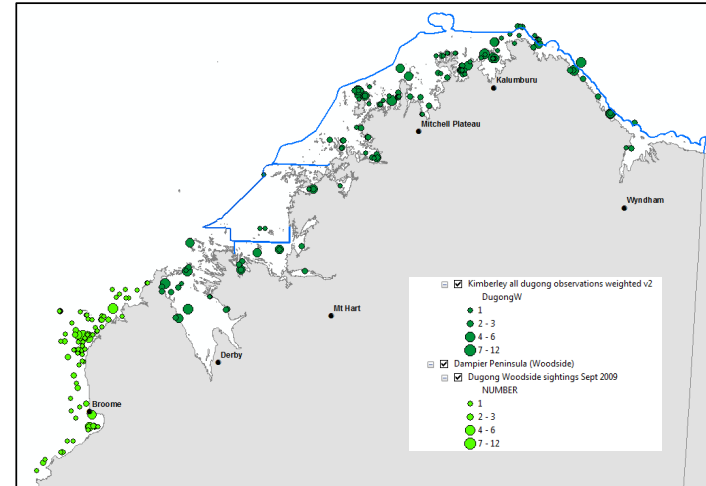 Kalumburu
Mitchell Plateau
Wyndham
Mt Hart
Derby
Broome
Kimberley all dugong observations weighted v2
DugongW
1
2 - 3
4 - 6
7 - 12
Dampier Peninsula (Woodside)
Dugong Woodside sightings Sept 2009
NUMBER
1
2 - 3
4 - 6
7 - 12